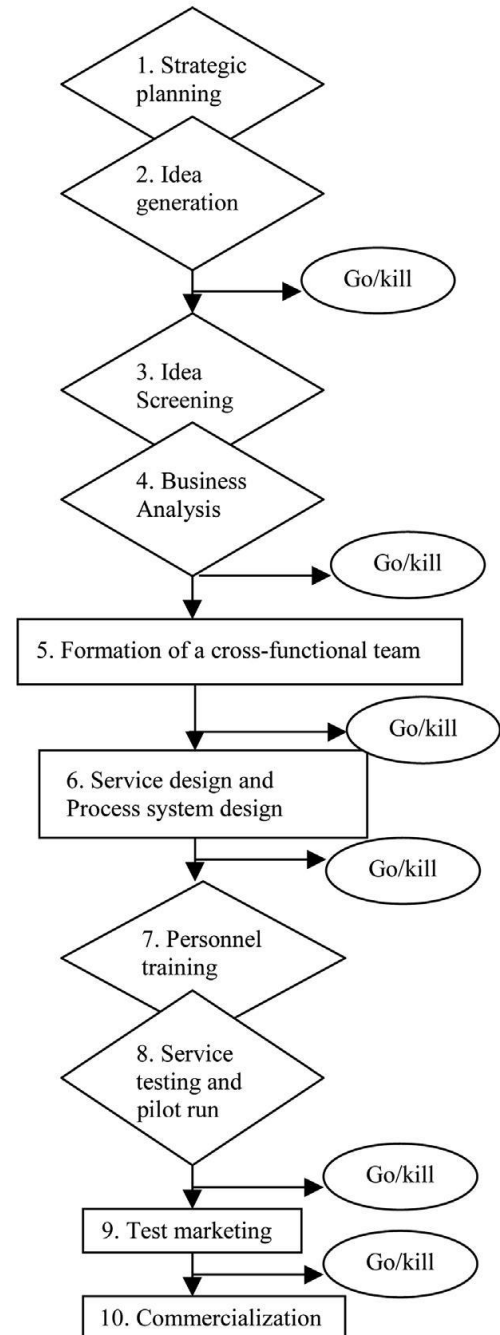 1. Strategic
planning
2. Idea
generation
Go/kill
3. Idea
Screening
4. Business
Analysis
Go/kill
5. Formation of a cross-functional team
Go/kill
6. Service design and
Process system design
Go/kill
7. Personnel
training
8. Service
testing and
pilot run
Go/kill
9. Test marketing
Go/kill
10. Commercialization